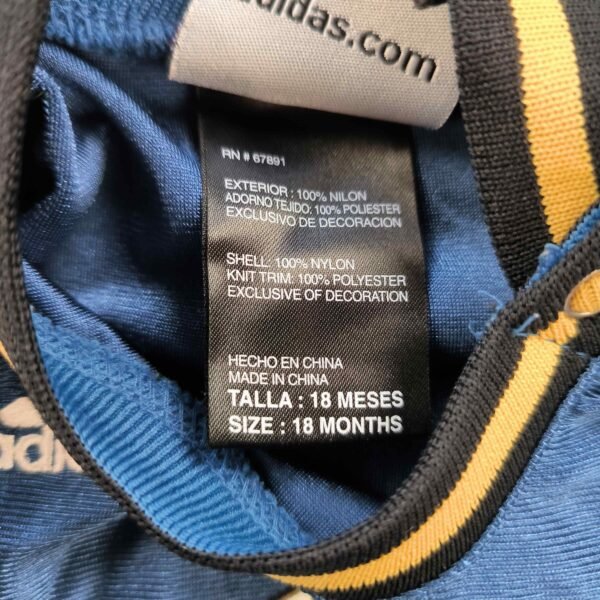 adidas.com
RN # 67891
EXTERIOR : 100% NILON
ADORNO TEJIDO: 100% POLIESTER
EXCLUSIVO DE DECORACION
SHELL: 100% NYLON
KNIT TRIM: 100% POLYESTER
EXCLUSIVE OF DECORATION
HECHO EN CHINA
MADE IN CHINA
TALLA : 18 MESES
SIZE : 18 MONTHS
adi